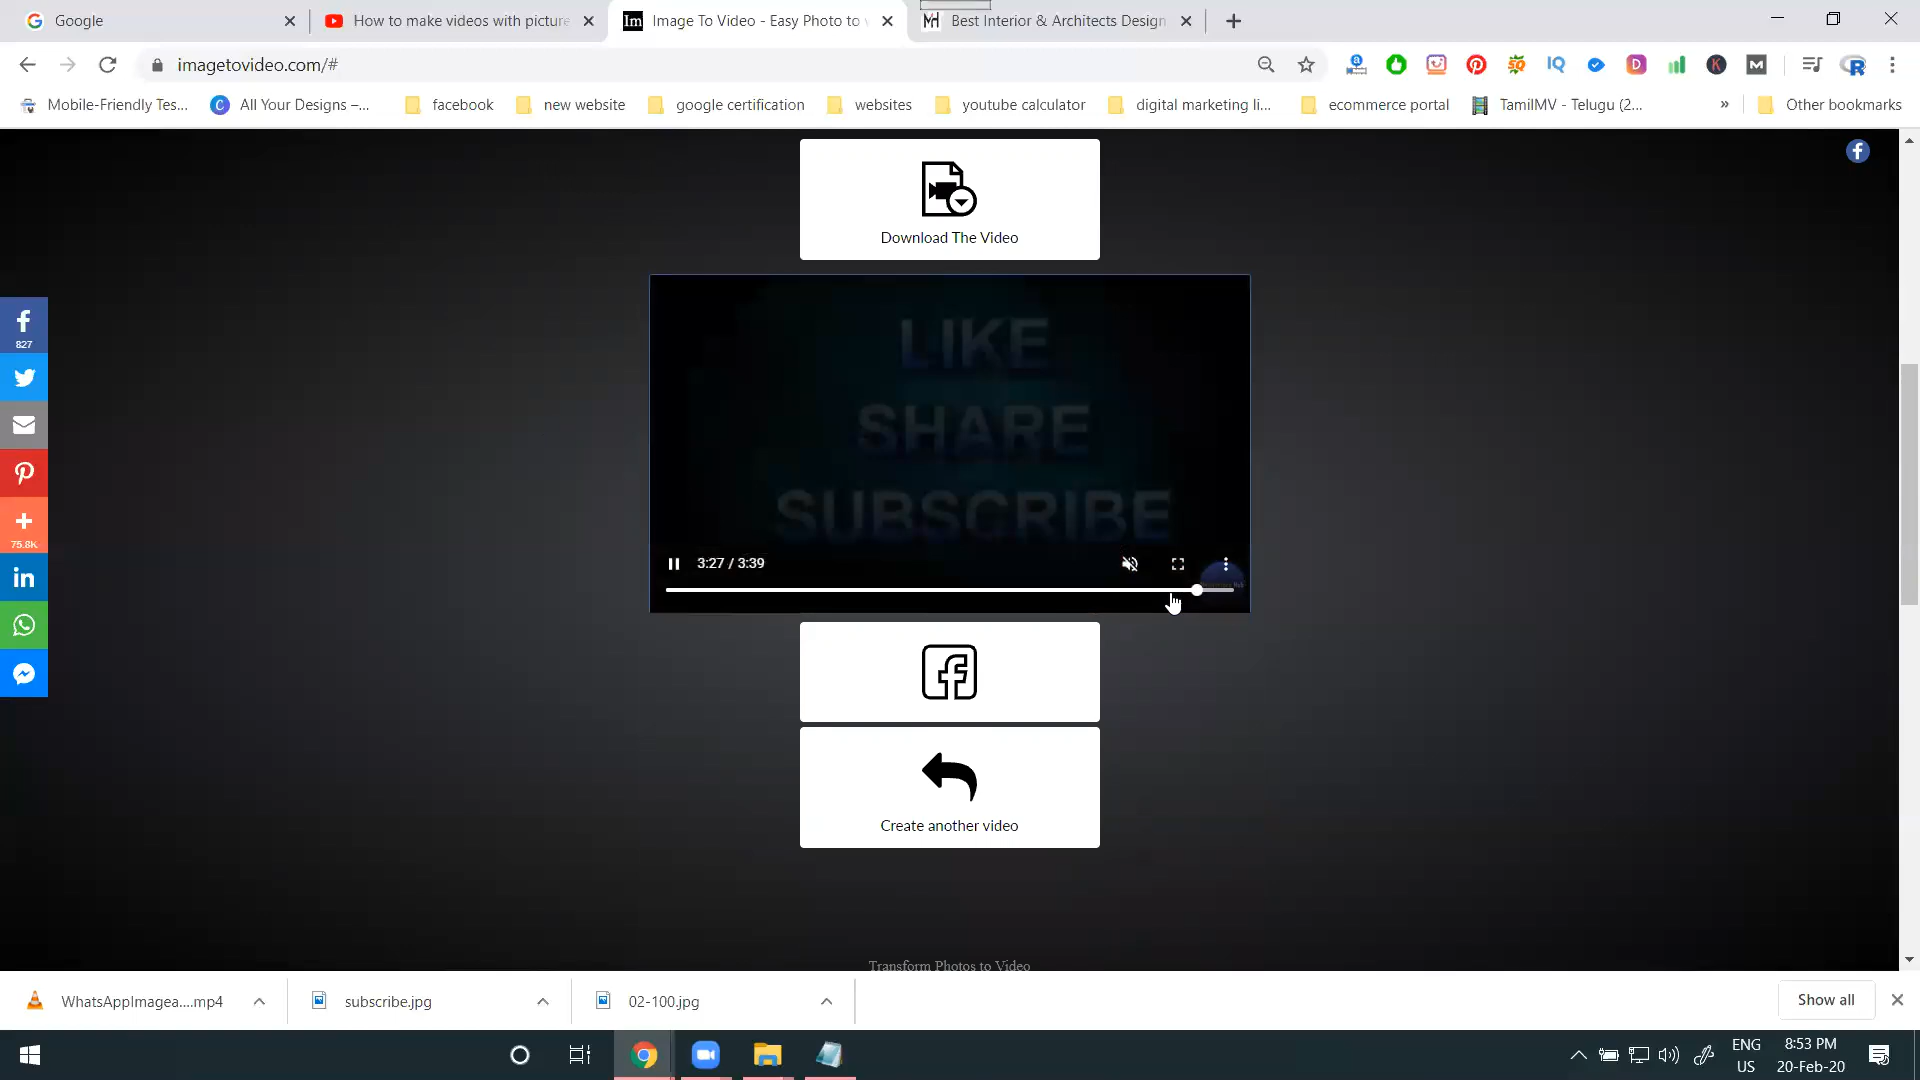 Google
How to make videos with picture
Im
Image To Video - Easy Photo to v
Best Interior & Architects Design
imagetovideo.com/#
Mobile-Friendly Tes...
All Your Designs –...
facebook
new website
google certification
websites
youtube calculator
digital marketing li...
ecommerce portal
TamilMV - Telugu (2...
»
Other bookmarks
Download The Video
827
75.8K
LIKE
SHARE
SUBSCRIBE
3:27 / 3:39
Create another video
Transform Photos to Video
WhatsAppImagea....mp4
subscribe.jpg
02-100.jpg
Show all
ENG
US
8:53 PM
20-Feb-20